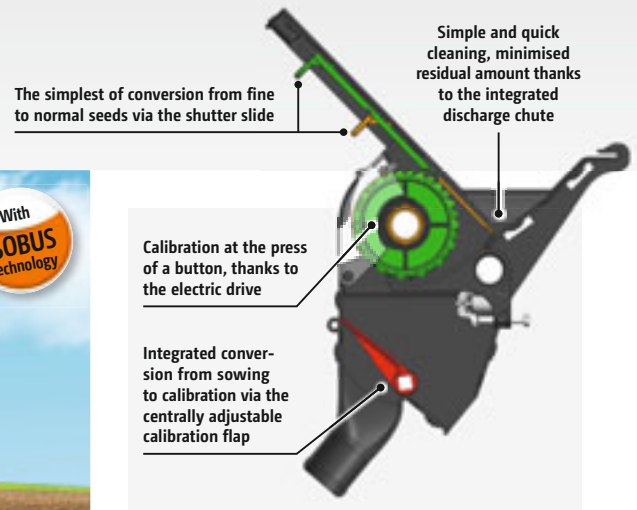 The simplest of conversion from fine
to normal seeds via the shutter slide
Simple and quick
cleaning, minimised
residual amount thanks
to the integrated
discharge chute
With
Calibration at the press
of a button, thanks to
the electric drive
Integrated conver-
sion from sowing
to calibration via the
centrally adjustable
calibration flap